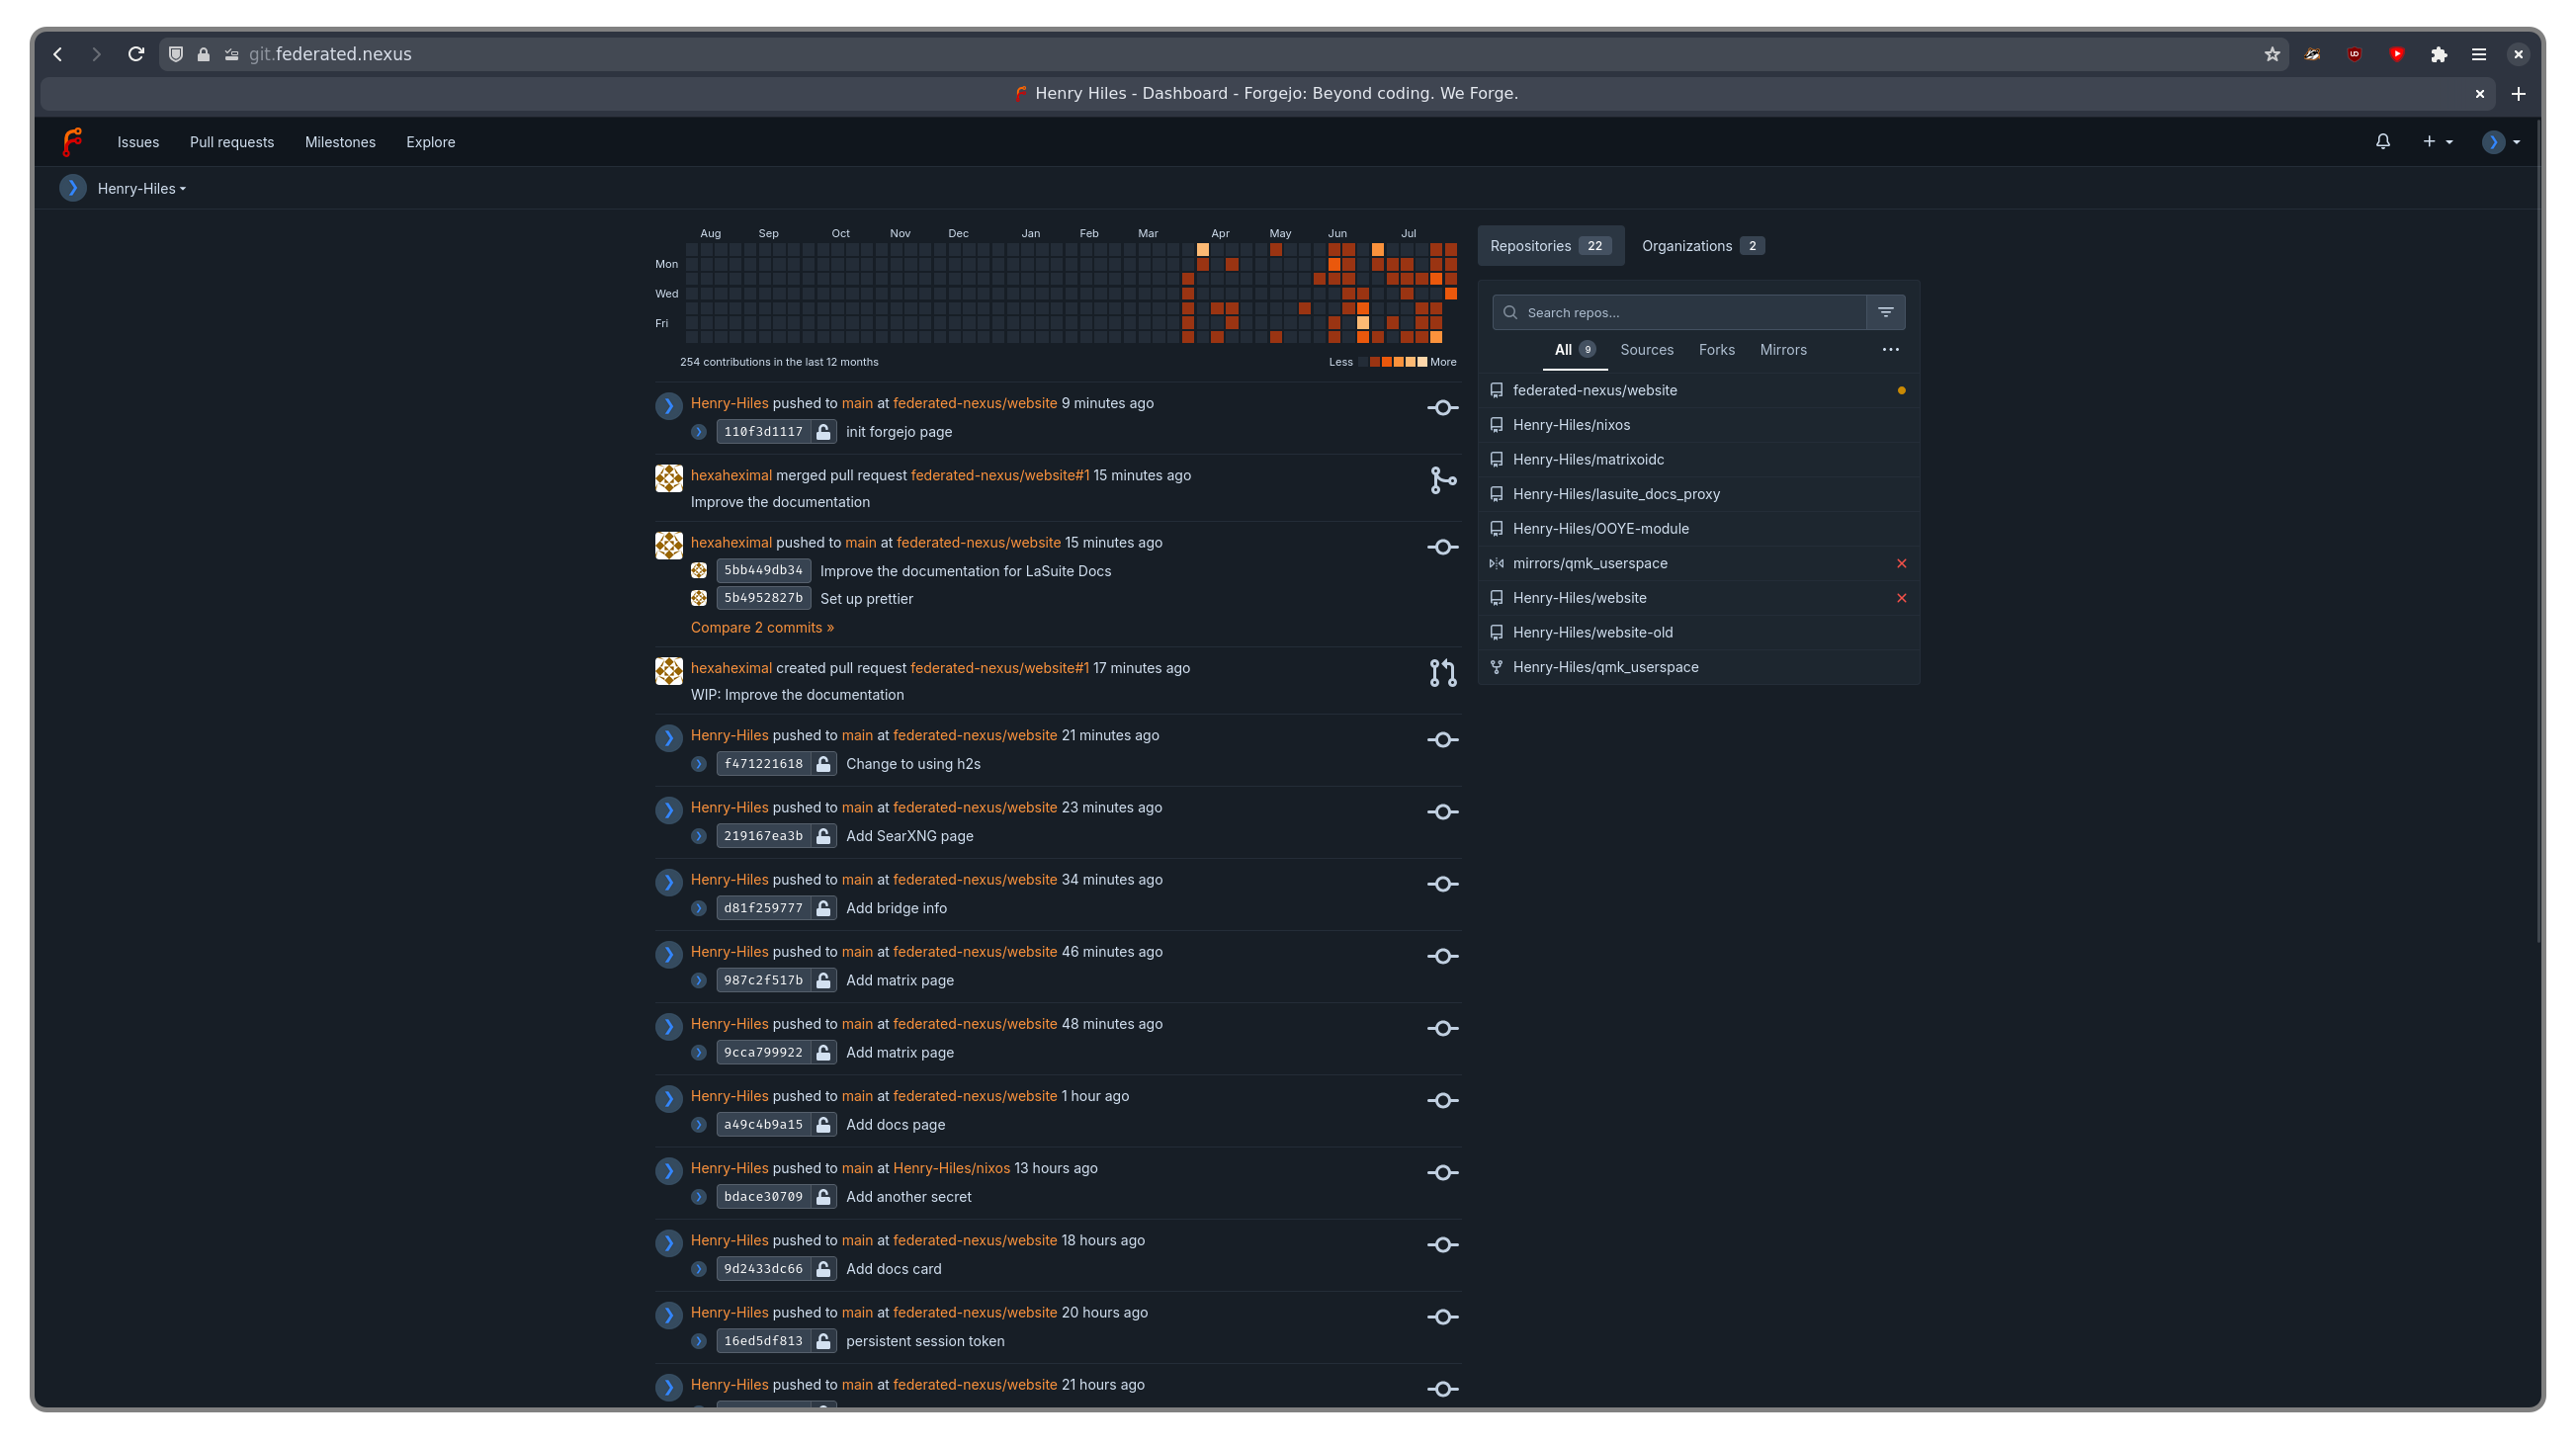 git.federated.nexus
Henry Hiles - Dashboard - Forgejo: Beyond coding. We Forge.
Issues Pull requests Milestones Explore
Henry-Hiles
Aug Sep Oct Nov Dec Jan Feb Mar Apr May Jun Jul
Mon
Wed
Fri
254 contributions in the last 12 months Less More
Henry-Hiles pushed to main at federated-nexus/website 9 minutes ago
110f3d1117 init forgejo page
hexaheximal merged pull request federated-nexus/website#1 15 minutes ago
Improve the documentation
hexaheximal pushed to main at federated-nexus/website 15 minutes ago
5bb449db34 Improve the documentation for LaSuite Docs
5b4952827b Set up prettier
Compare 2 commits »
hexaheximal created pull request federated-nexus/website#1 17 minutes ago
WIP: Improve the documentation
Henry-Hiles pushed to main at federated-nexus/website 21 minutes ago
f471221618 Change to using h2s
Henry-Hiles pushed to main at federated-nexus/website 23 minutes ago
219167ea3b Add SearXNG page
Henry-Hiles pushed to main at federated-nexus/website 34 minutes ago
d81f259777 Add bridge info
Henry-Hiles pushed to main at federated-nexus/website 46 minutes ago
987c2f517b Add matrix page
Henry-Hiles pushed to main at federated-nexus/website 48 minutes ago
9cca799922 Add matrix page
Henry-Hiles pushed to main at federated-nexus/website 1 hour ago
a49c4b9a15 Add docs page
Henry-Hiles pushed to main at Henry-Hiles/nixos 13 hours ago
bdace30709 Add another secret
Henry-Hiles pushed to main at federated-nexus/website 18 hours ago
9d2433dc66 Add docs card
Henry-Hiles pushed to main at federated-nexus/website 20 hours ago
16ed5df813 persistent session token
Henry-Hiles pushed to main at federated-nexus/website 21 hours ago
Repositories 22 Organizations 2
Search repos...
All 9 Sources Forks Mirrors
federated-nexus/website
Henry-Hiles/nixos
Henry-Hiles/matrixoidc
Henry-Hiles/lasuite_docs_proxy
Henry-Hiles/OOYE-module
mirrors/qmk_userspace
Henry-Hiles/website
Henry-Hiles/website-old
Henry-Hiles/qmk_userspace